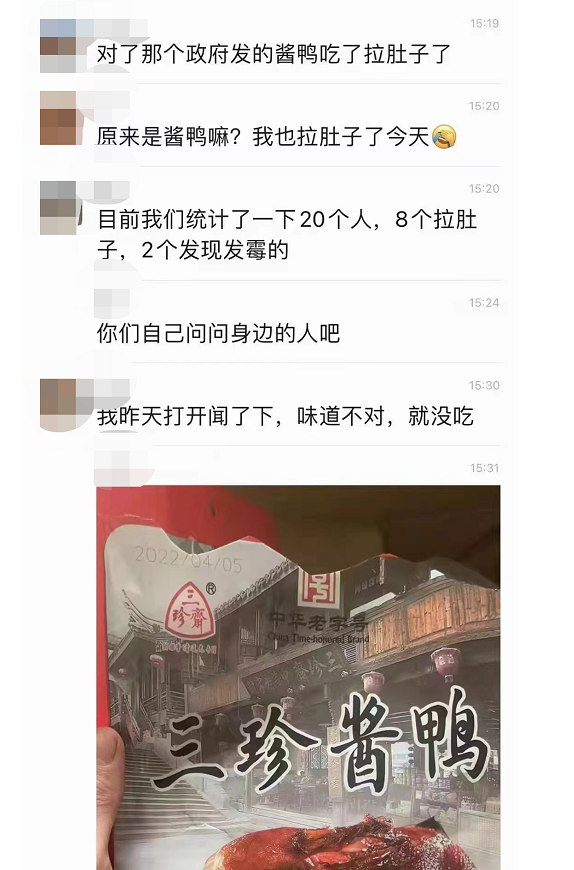 15:19
对了那个政府发的酱鸭吃了拉肚子了
15:20
原来是酱鸭嘛？我也拉肚子了今天😂
15:20
目前我们统计了一下20个人，8个拉肚
子，2个发现发霉的
15:24
你们自己问问身边的人吧
15:30
我昨天打开闻了下，味道不对，就没吃
15:31
2022/04/05
三珍齋
®
中华老字号
China Time-honored Brand
三珍酱鸭